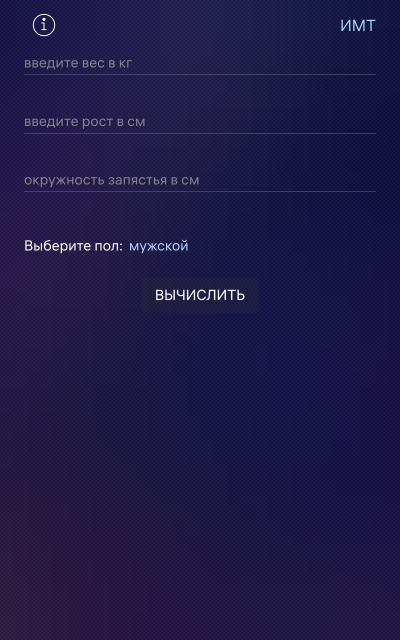 ИМТ
введите вес в кг
введите рост в см
окружность запястья в см
Выберите пол: мужской
ВЫЧИСЛИТЬ